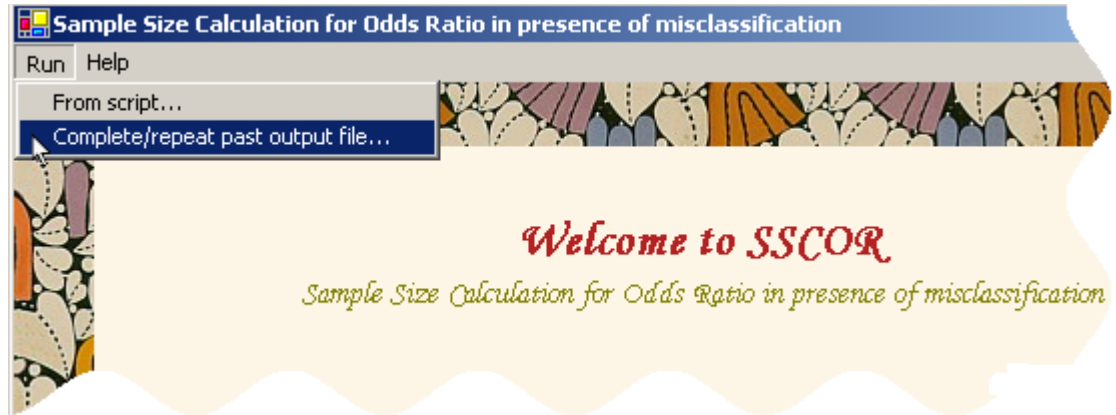 Sample Size Calculation for Odds Ratio in presence of misclassification
Run Help
From script...
Complete/repeat past output file...
Welcome to SSCOR
Sample Size Calculation for Odds Ratio in presence of misclassification